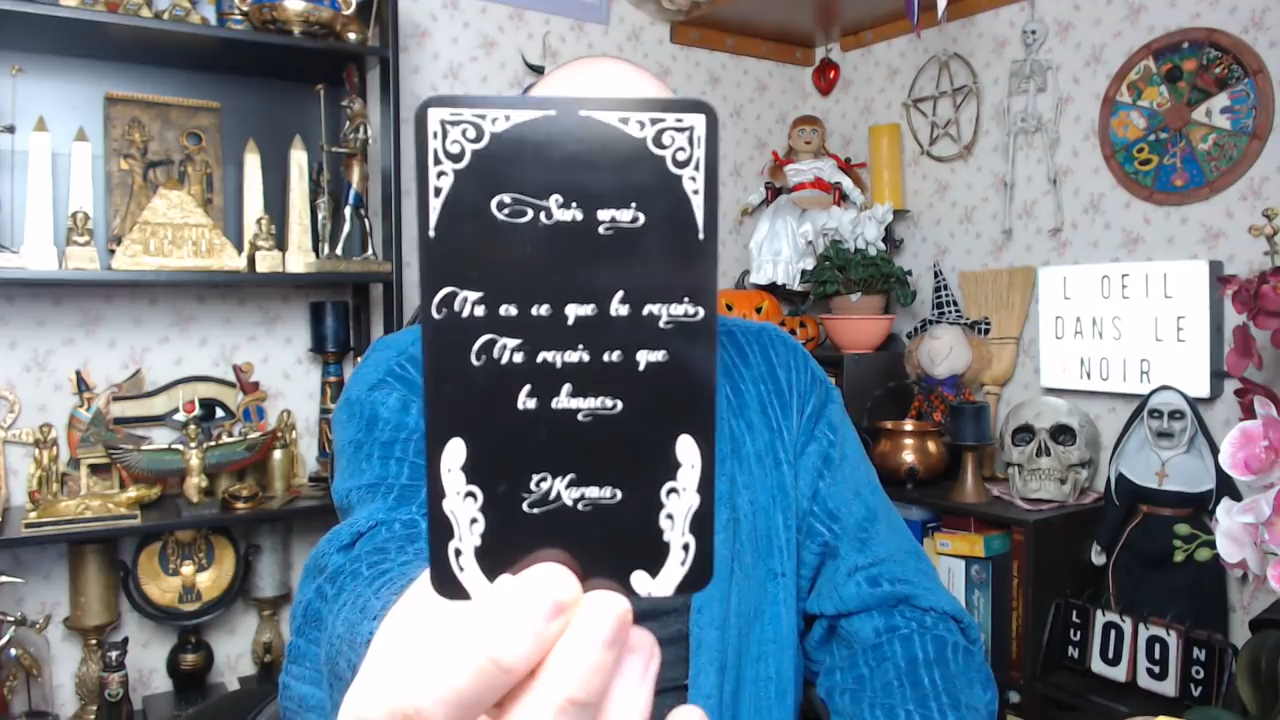 Sois vrai
Tu es ce que tu reçois
Tu reçois ce que
tu donnes
Karma
L OEIL
DANS LE
NOIR
LUN
09
NOV